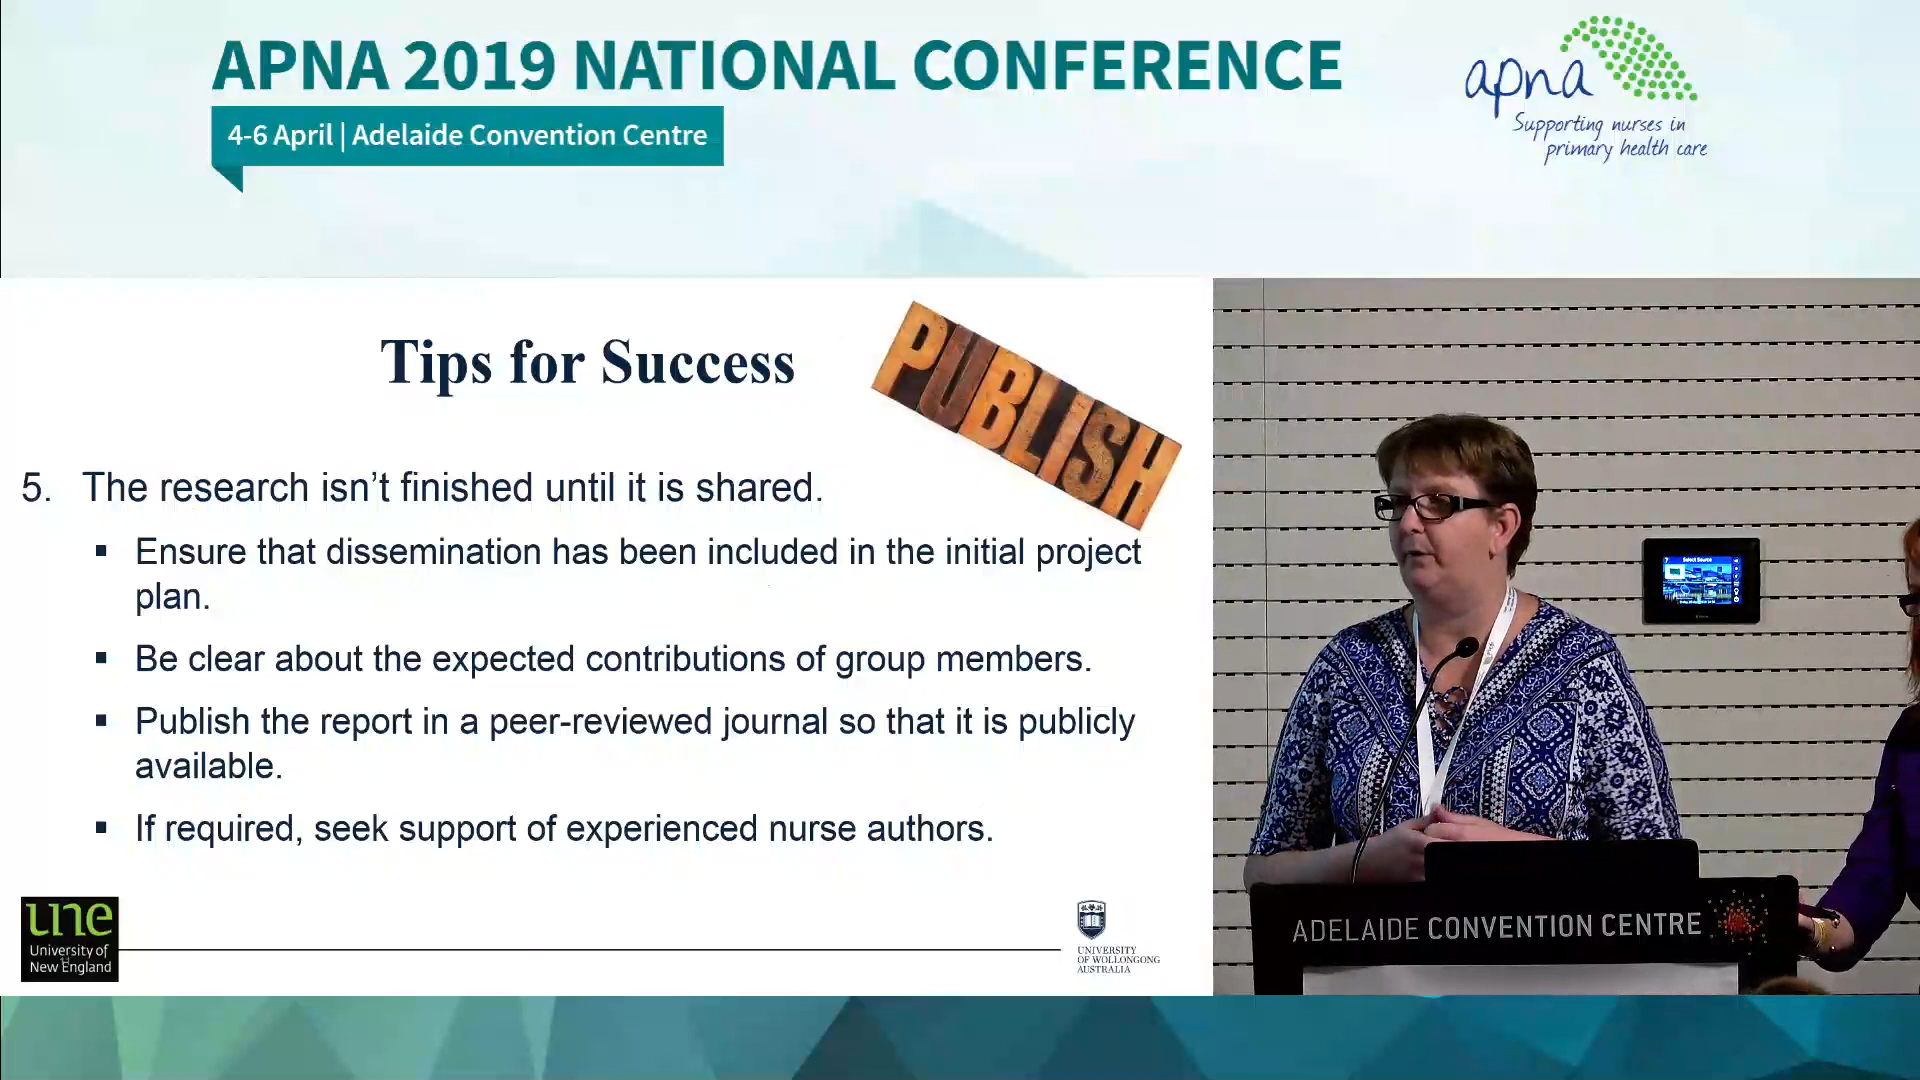 APNA 2019 NATIONAL CONFERENCE
4-6 April | Adelaide Convention Centre
apna
Supporting nurses in
primary health care
Tips for Success
PUBLISH
5. The research isn’t finished until it is shared.
▪ Ensure that dissemination has been included in the initial project
plan.
▪ Be clear about the expected contributions of group members.
▪ Publish the report in a peer-reviewed journal so that it is publicly
available.
▪ If required, seek support of experienced nurse authors.
une
University of
New England
UNIVERSITY
OF WOLLONGONG
AUSTRALIA
Select Source
ADELAIDE CONVENTION CENTRE